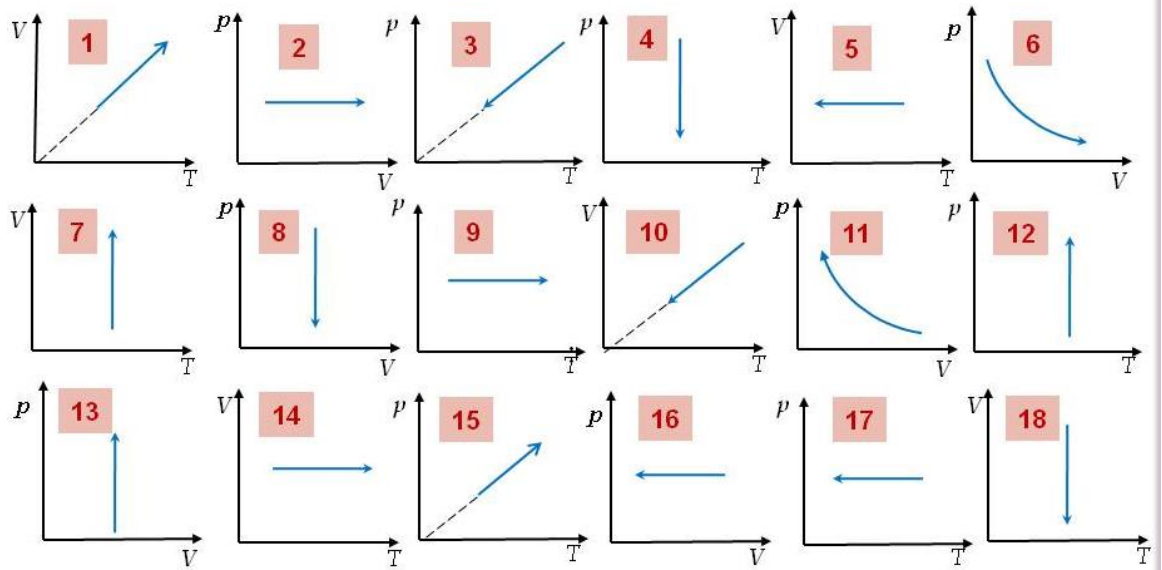 V 1 T
p 2 V
p 3 T
p 4 T
V 5 T
p 6 V
V 7 T
p 8 V
p 9 T
V 10 T
p 11 V
p 12 T
p 13 V
V 14 T
p 15 T
p 16 V
p 17 T
V 18 T